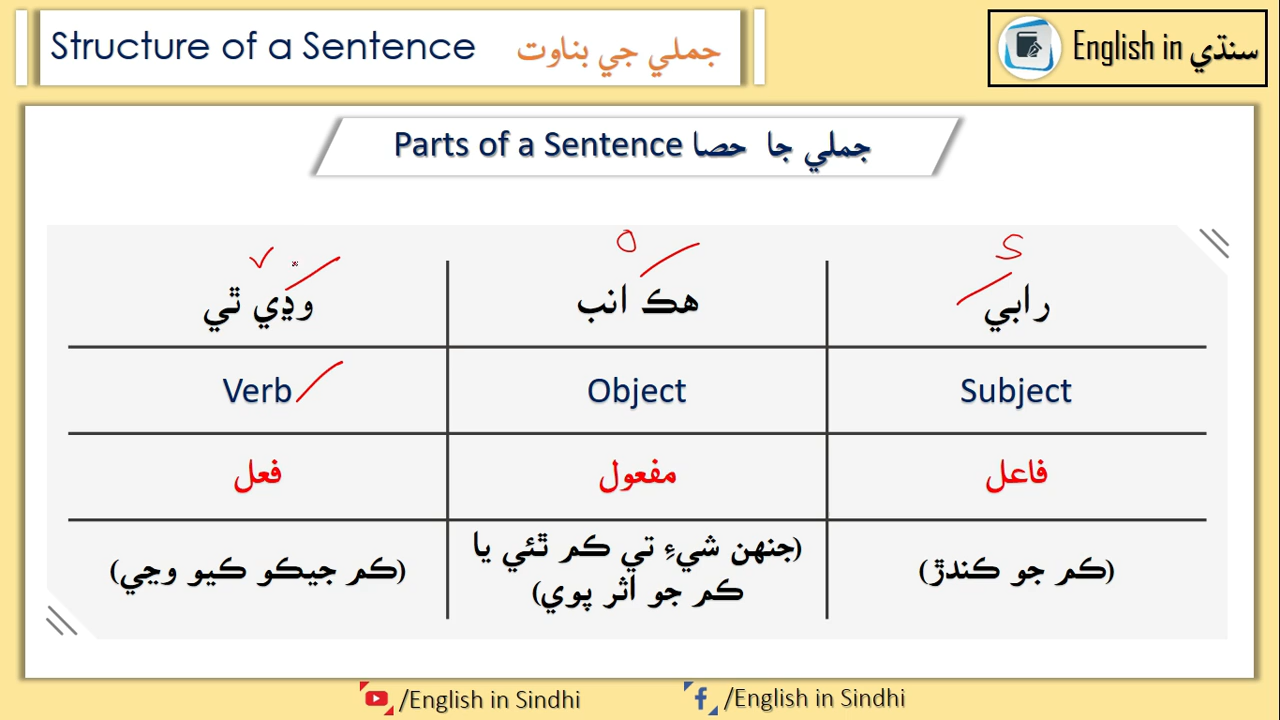 Structure of a Sentence جملي جي بناوت
English in سنڌي
Parts of a Sentence جملي جا حصا
S
O
V
رابي
هڪ انب
وڍي ٿي
Subject
Object
Verb
فاعل
مفعول
فعل
(ڪم جو ڪندڙ)
(جنهن شيءِ تي ڪم ٿئي يا
ڪم جو اثر پوي)
(ڪم جيڪو ڪيو وڃي)
/English in Sindhi
/English in Sindhi